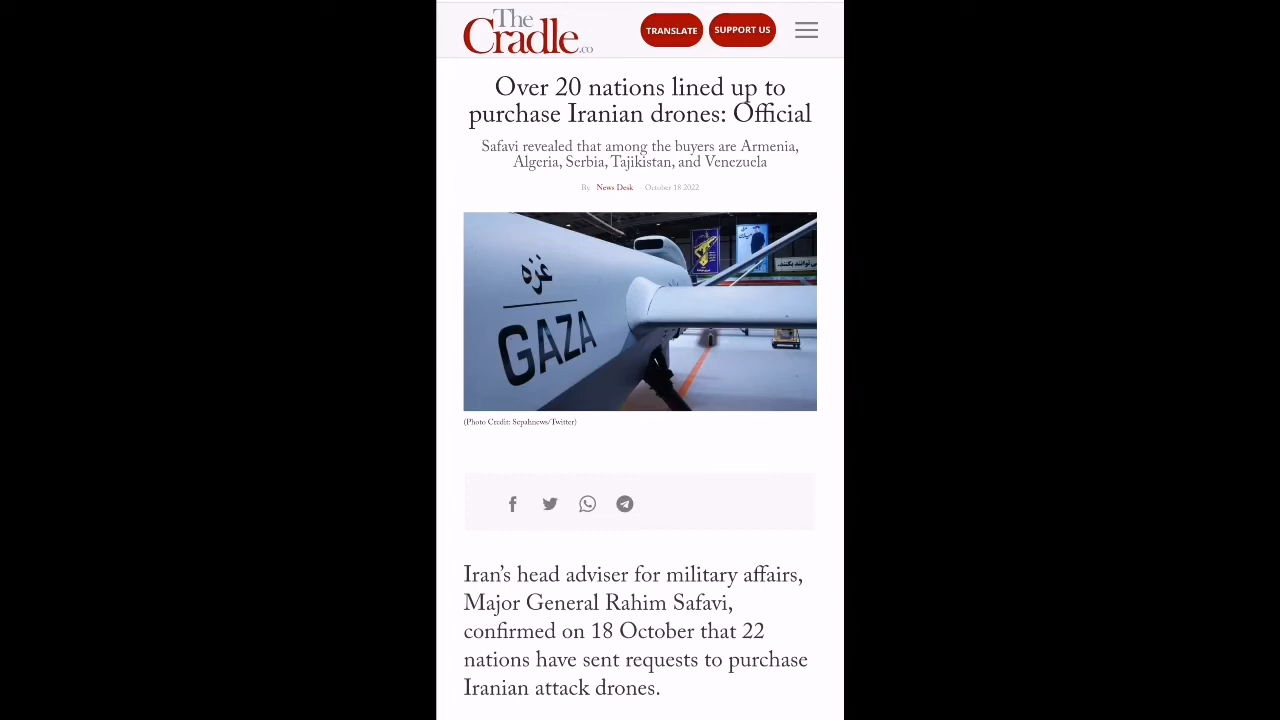 The
Cradle.co
TRANSLATE
SUPPORT US
Over 20 nations lined up to
purchase Iranian drones: Official
Safavi revealed that among the buyers are Armenia,
Algeria, Serbia, Tajikistan, and Venezuela
By News Desk - October 18 2022
غزه
GAZA
(Photo Credit: Sepahnews/Twitter)
Iran's head adviser for military affairs,
Major General Rahim Safavi,
confirmed on 18 October that 22
nations have sent requests to purchase
Iranian attack drones.